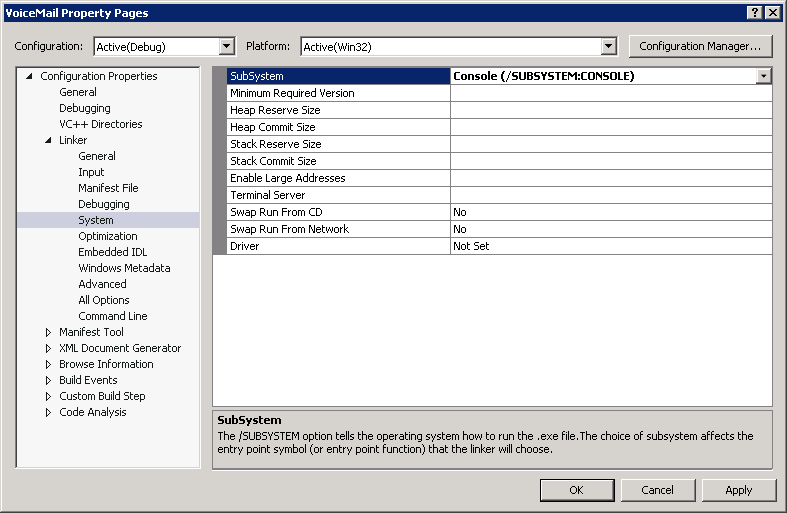 VoiceMail Property Pages
Configuration: Active(Debug) Platform: Active(Win32) Configuration Manager...
Configuration Properties
General
Debugging
VC++ Directories
Linker
General
Input
Manifest File
Debugging
System
Optimization
Embedded IDL
Windows Metadata
Advanced
All Options
Command Line
Manifest Tool
XML Document Generator
Browse Information
Build Events
Custom Build Step
Code Analysis
SubSystem Console (/SUBSYSTEM:CONSOLE)
Minimum Required Version
Heap Reserve Size
Heap Commit Size
Stack Reserve Size
Stack Commit Size
Enable Large Addresses
Terminal Server
Swap Run From CD No
Swap Run From Network No
Driver Not Set
SubSystem
The /SUBSYSTEM option tells the operating system how to run the .exe file.The choice of subsystem affects the
entry point symbol (or entry point function) that the linker will choose.
OK Cancel Apply